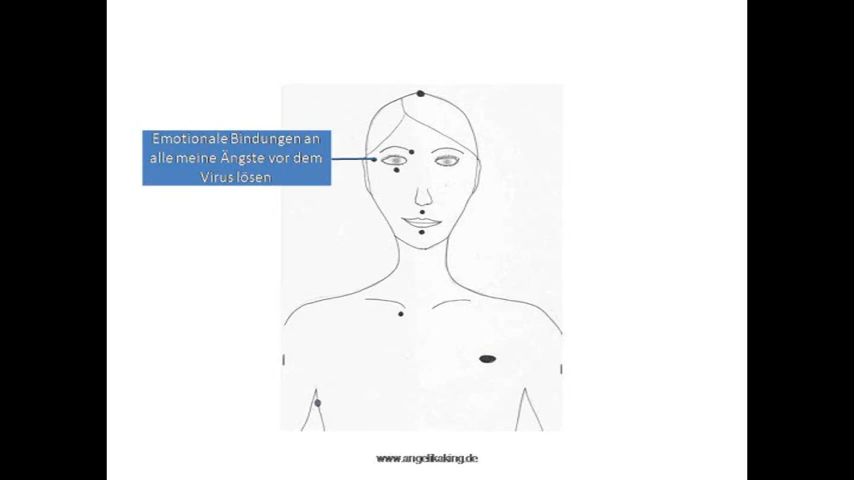 Emotionale Bindungen an
alle meine Ängste vor dem
Virus lösen
www.angelikaking.de